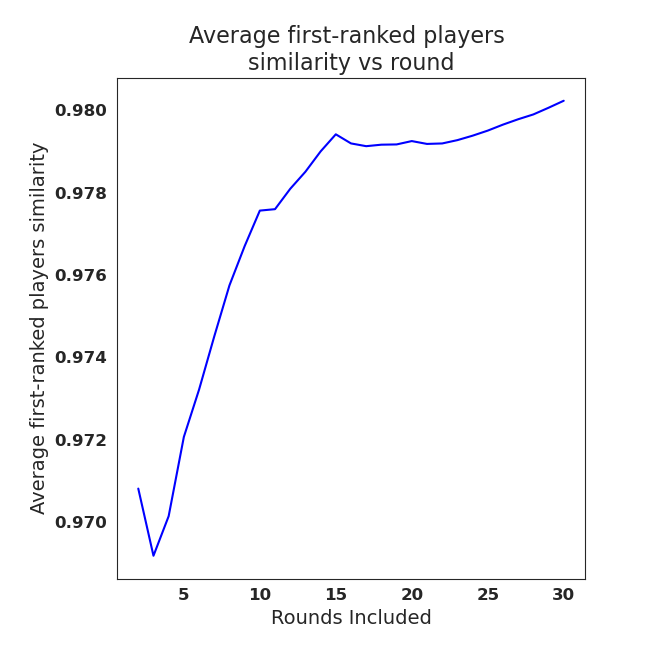 Average first-ranked players
similarity vs round
Average first-ranked players similarity
0.980
0.978
0.976
0.974
0.972
0.970
5 10 15 20 25 30
Rounds Included